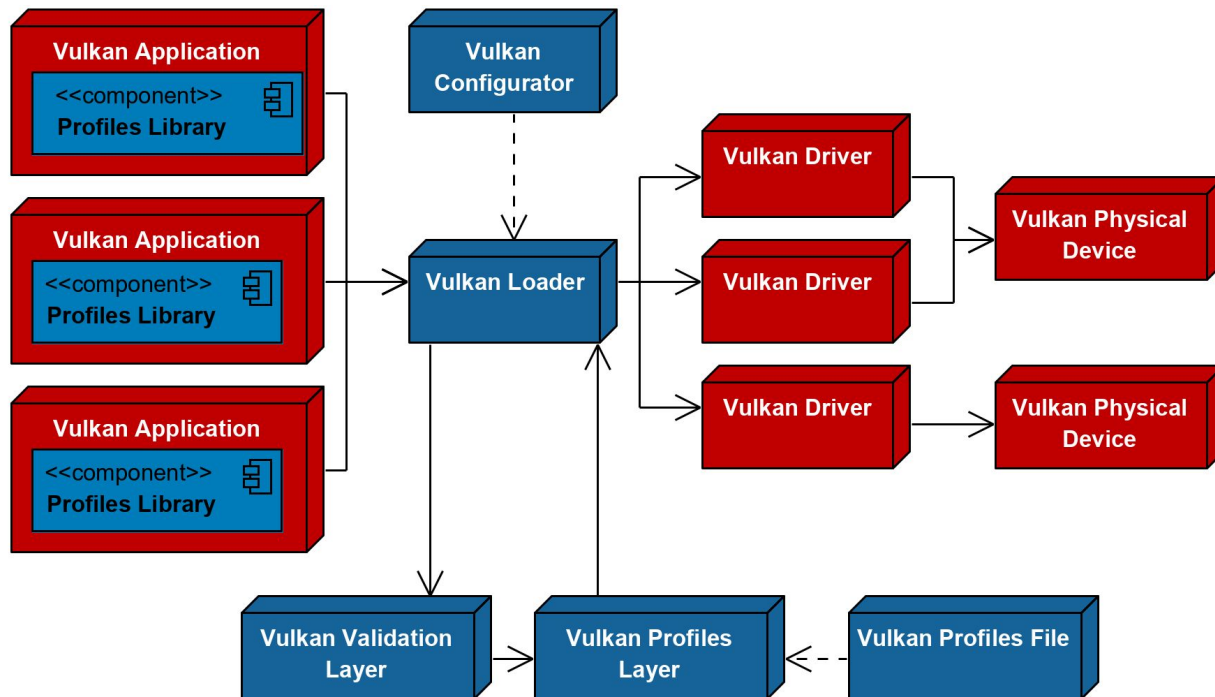 Vulkan Application
<<component>>
Profiles Library
Vulkan Application
<<component>>
Profiles Library
Vulkan Application
<<component>>
Profiles Library
Vulkan
Configurator
Vulkan Loader
Vulkan Driver
Vulkan Driver
Vulkan Driver
Vulkan Physical
Device
Vulkan Physical
Device
Vulkan Validation
Layer
Vulkan Profiles
Layer
Vulkan Profiles File